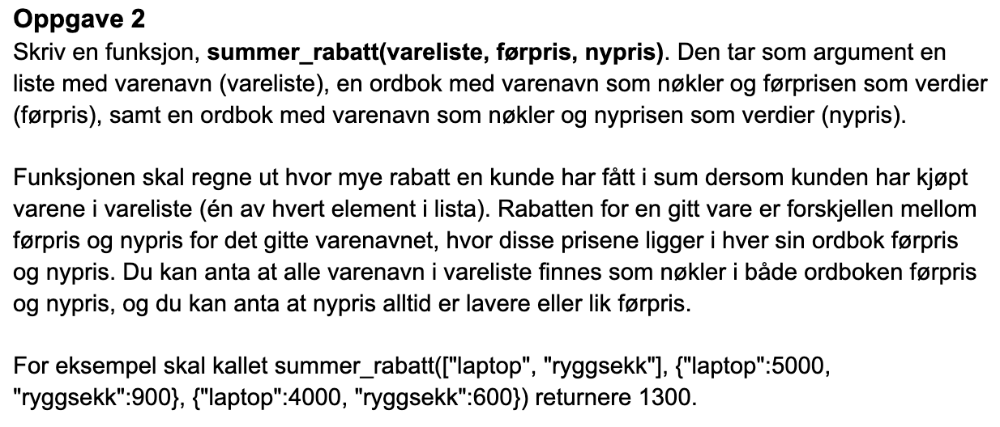 Oppgave 2
Skriv en funksjon, summer_rabatt(vareliste, førpris, nypris). Den tar som argument en
liste med varenavn (vareliste), en ordbok med varenavn som nøkler og førprisen som verdier
(førpris), samt en ordbok med varenavn som nøkler og nyprisen som verdier (nypris).
Funksjonen skal regne ut hvor mye rabatt en kunde har fått i sum dersom kunden har kjøpt
varene i vareliste (én av hvert element i lista). Rabatten for en gitt vare er forskjellen mellom
førpris og nypris for det gitte varenavnet, hvor disse prisene ligger i hver sin ordbok førpris
og nypris. Du kan anta at alle varenavn i vareliste finnes som nøkler i både ordboken førpris
og nypris, og du kan anta at nypris alltid er lavere eller lik førpris.
For eksempel skal kallet summer_rabatt(["laptop", "ryggsekk"], {"laptop":5000,
"ryggsekk":900}, {"laptop":4000, "ryggsekk":600}) returnere 1300.